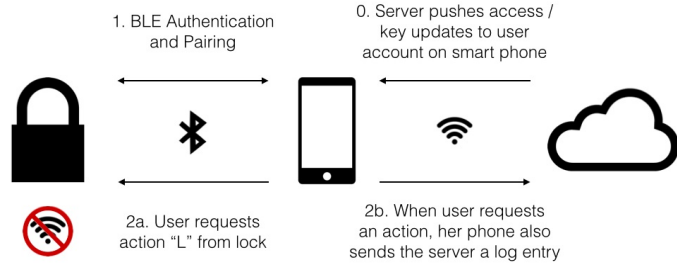 1. BLE Authentication
and Pairing
0. Server pushes access /
key updates to user
account on smart phone
2a. User requests
action “L” from lock
2b. When user requests
an action, her phone also
sends the server a log entry